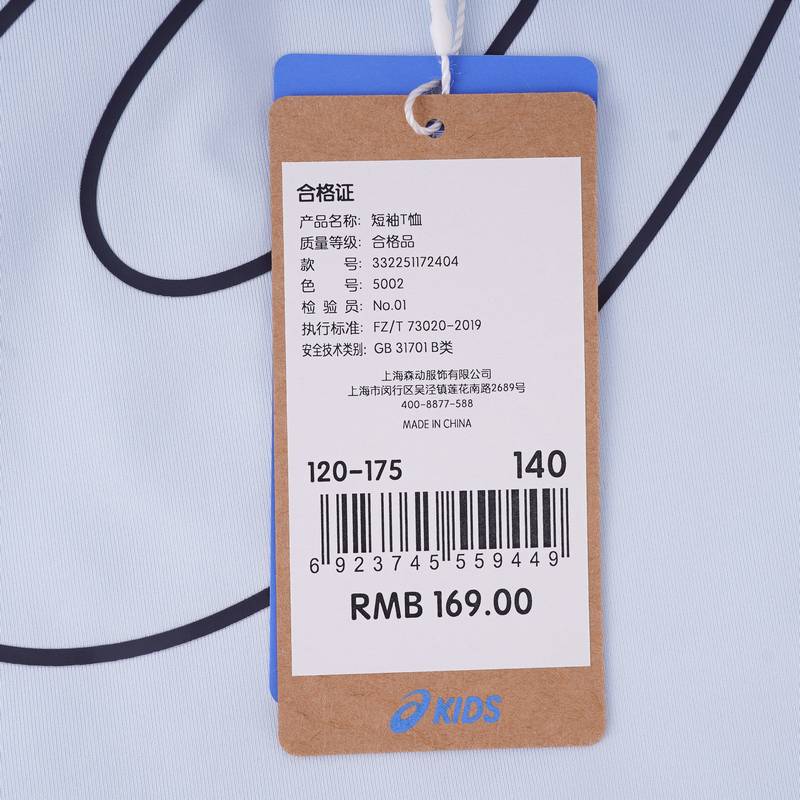 合格证
产品名称: 短袖T恤
质量等级: 合格品
款 号: 332251172404
色 号: 5002
检 验 员: No.01
执行标准: FZ/T 73020-2019
安全技术类别: GB 31701 B类
上海森动服饰有限公司
上海市闵行区吴泾镇莲花南路2689号
400-8877-588
MADE IN CHINA
120-175 140
6 923745 559449
RMB 169.00
KIDS